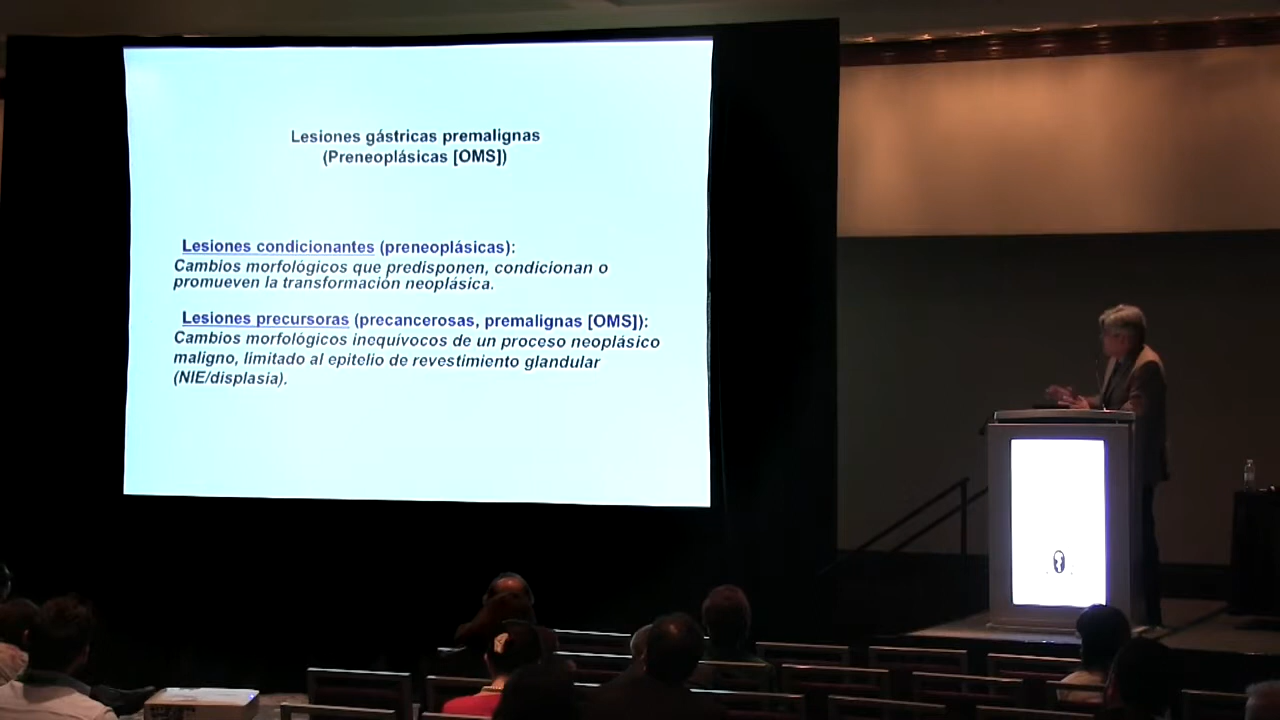 Lesiones gástricas premalignas
(Preneoplásicas [OMS])
Lesiones condicionantes (preneoplásicas):
Cambios morfológicos que predisponen, condicionan o
promueven la transformación neoplásica.
Lesiones precursoras (precancerosas, premalignas [OMS]):
Cambios morfológicos inequívocos de un proceso neoplásico
maligno, limitado al epitelio de revestimiento glandular
(NIE/displasia).